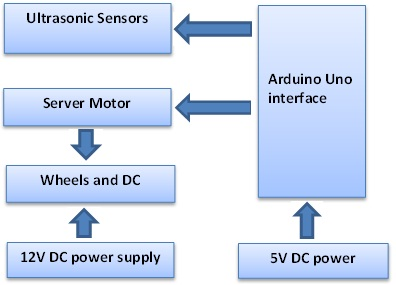 Ultrasonic Sensors
Arduino Uno
interface
Server Motor
Wheels and DC
12V DC power supply
5V DC power